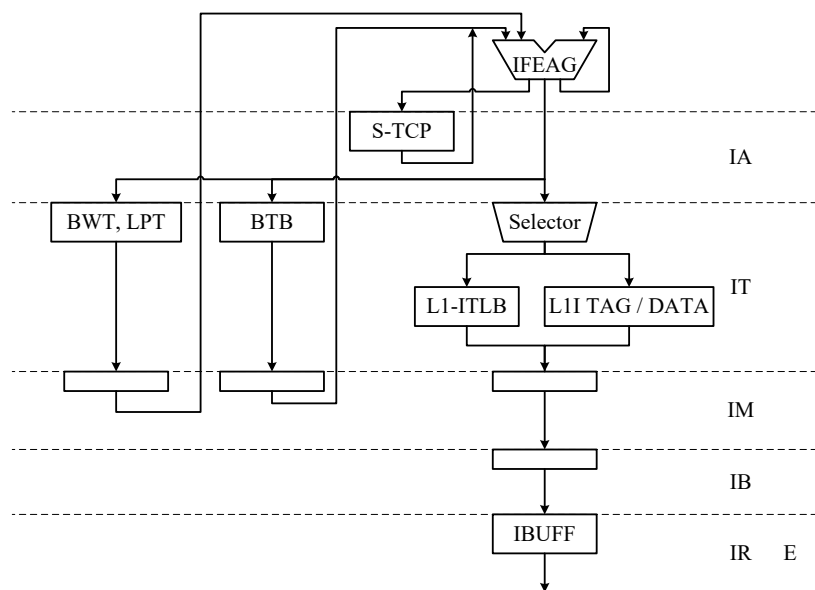 IFEAG
S-TCP
IA
BWT, LPT
BTB
Selector
IT
L1-ITLB
L1I TAG / DATA
IM
IB
IBUFF
IR E